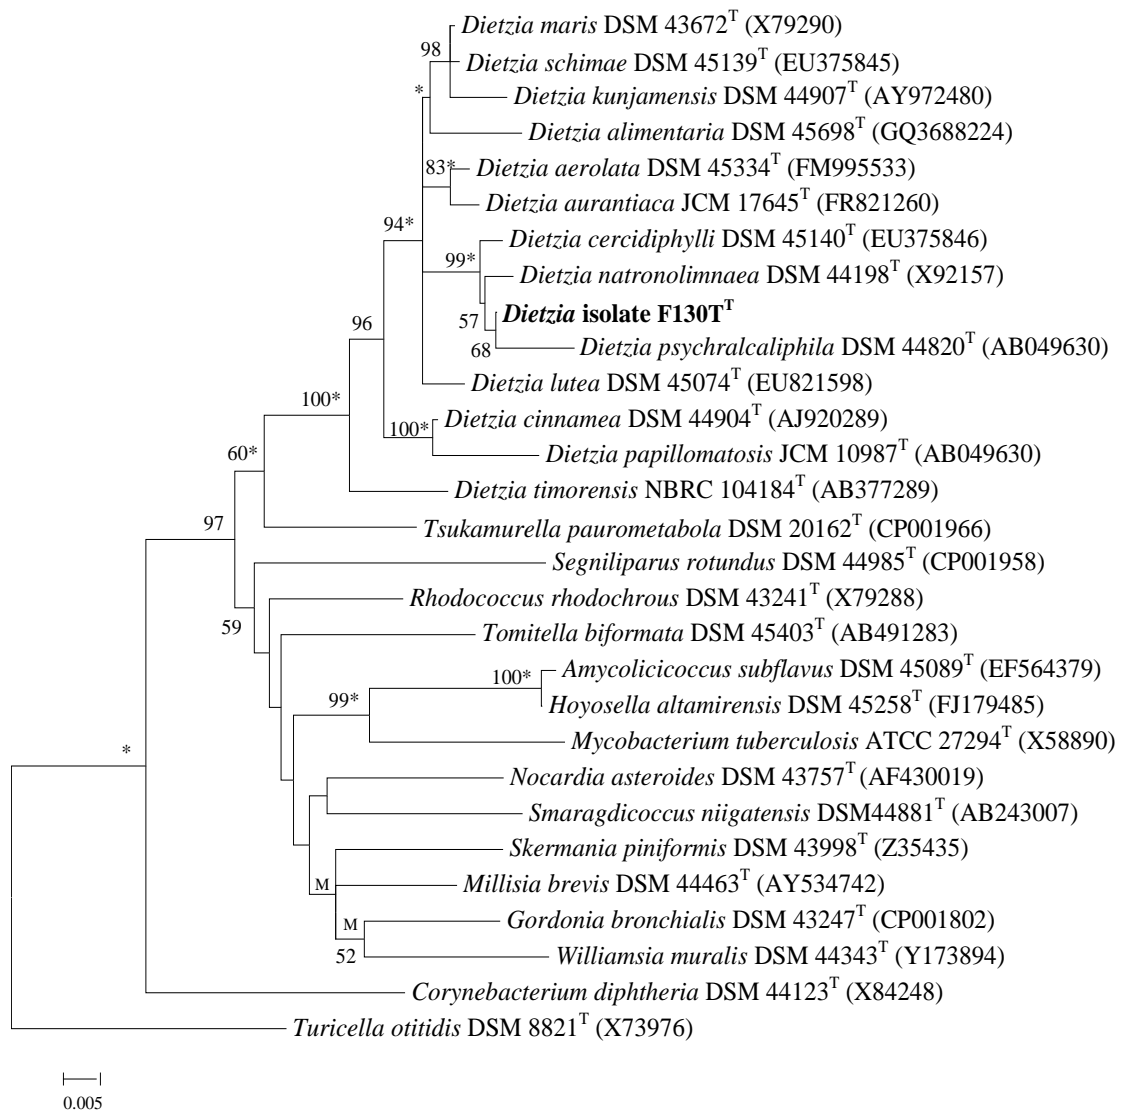 Dietzia maris DSM 43672T (X79290)
98
Dietzia schimae DSM 45139T (EU375845)
*
Dietzia kunjamensis DSM 44907T (AY972480)
Dietzia alimentaria DSM 45698T (GQ3688224)
83*
Dietzia aerolata DSM 45334T (FM995533)
Dietzia aurantiaca JCM 17645T (FR821260)
94*
Dietzia cercidiphylli DSM 45140T (EU375846)
99*
Dietzia natronolimnaea DSM 44198T (X92157)
Dietzia isolate F130TT
57
96
68
Dietzia psychralcaliphila DSM 44820T (AB049630)
Dietzia lutea DSM 45074T (EU821598)
100*
Dietzia cinnamea DSM 44904T (AJ920289)
100*
Dietzia papillomatosis JCM 10987T (AB049630)
60*
Dietzia timorensis NBRC 104184T (AB377289)
97
Tsukamurella paurometabola DSM 20162T (CP001966)
Segniliparus rotundus DSM 44985T (CP001958)
Rhodococcus rhodochrous DSM 43241T (X79288)
59
Tomitella biformata DSM 45403T (AB491283)
Amycolicicoccus subflavus DSM 45089T (EF564379)
100*
99*
Hoyosella altamirensis DSM 45258T (FJ179485)
Mycobacterium tuberculosis ATCC 27294T (X58890)
*
Nocardia asteroides DSM 43757T (AF430019)
Smaragdicoccus niigatensis DSM44881T (AB243007)
Skermania piniformis DSM 43998T (Z35435)
M
Millisia brevis DSM 44463T (AY534742)
M
Gordonia bronchialis DSM 43247T (CP001802)
52
Williamsia muralis DSM 44343T (Y173894)
Corynebacterium diphtheria DSM 44123T (X84248)
Turicella otitidis DSM 8821T (X73976)
0.005